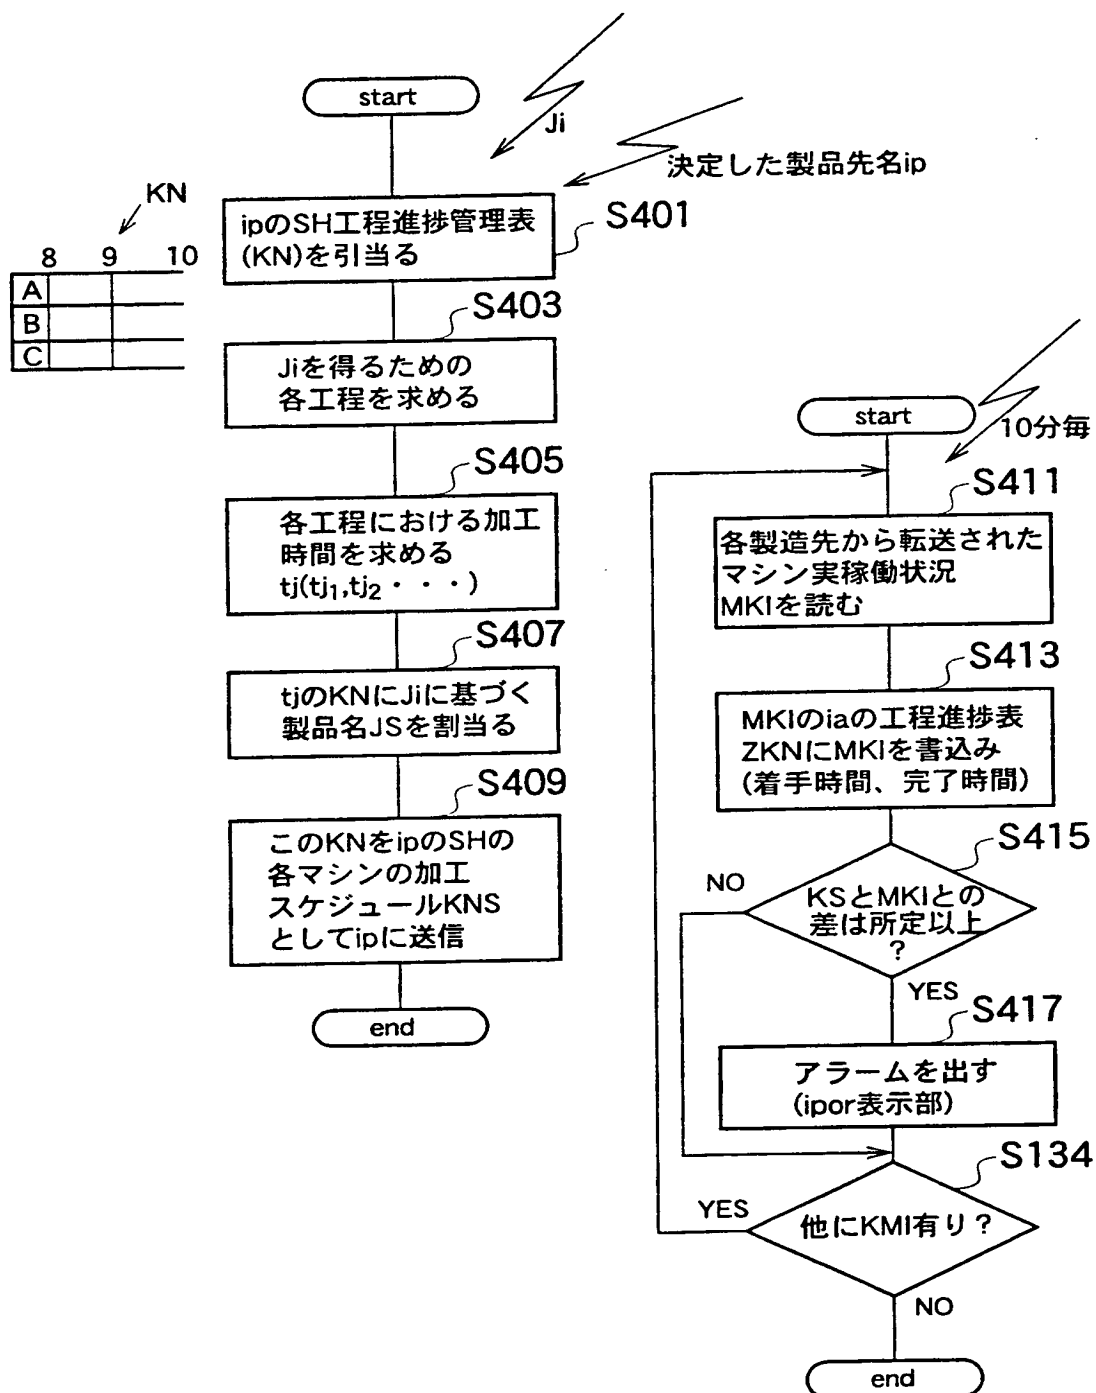 start
Ji
決定した製品先名ip
KN
8 9 10
A
B
C
ipのSH工程進捗管理表
(KN)を引当る
S401
S403
Jiを得るための
各工程を求める
S405
各工程における加工
時間を求める
tj(tj1,tj2・・・)
S407
tjのKNにJiに基づく
製品名JSを割当る
S409
このKNをipのSHの
各マシンの加工
スケジュールKNS
としてipに送信
end
start
10分毎
S411
各製造先から転送された
マシン実稼働状況
MKIを読む
S413
MKIのiaの工程進捗表
ZKNにMKIを書込み
(着手時間、完了時間)
S415
NO
KSとMKIとの
差は所定以上
?
YES
S417
アラームを出す
(ipor表示部)
S134
YES
他にKMI有り?
NO
end